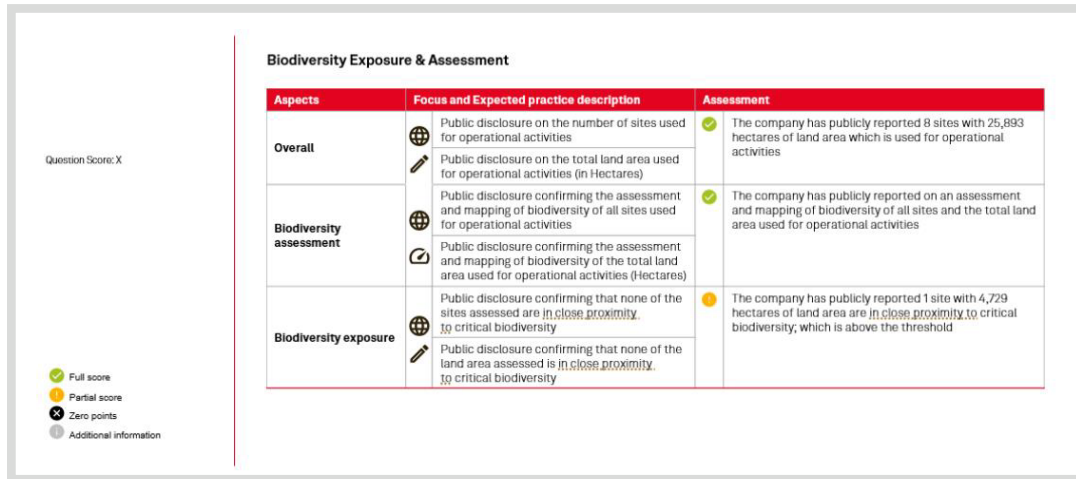 Biodiversity Exposure & Assessment
Aspects
Focus and Expected practice description
Assessment
Overall
Public disclosure on the number of sites used
for operational activities
Public disclosure on the total land area used
for operational activities (in Hectares)
The company has publicly reported 8 sites with 25,893
hectares of land area which is used for operational
activities
Biodiversity
assessment
Public disclosure confirming the assessment
and mapping of biodiversity of all sites used
for operational activities
Public disclosure confirming the assessment
and mapping of biodiversity of the total land
area used for operational activities (Hectares)
The company has publicly reported on an assessment
and mapping of biodiversity of all sites and the total land
area used for operational activities
Biodiversity exposure
Public disclosure confirming that none of the
sites assessed are in close proximity
to critical biodiversity
Public disclosure confirming that none of the
land area assessed is in close proximity
to critical biodiversity
The company has publicly reported 1 site with 4,729
hectares of land area are in close proximity to critical
biodiversity; which is above the threshold
Question Score: X
Full score
Partial score
Zero points
Additional information